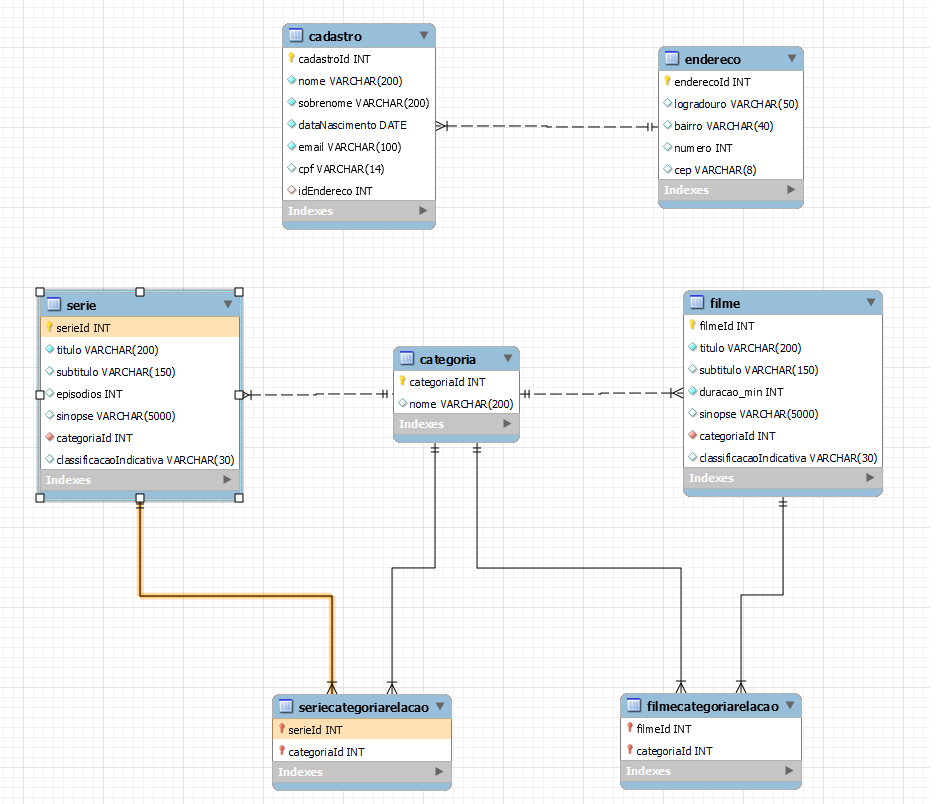 cadastro
cadastroId INT
nome VARCHAR(200)
sobrenome VARCHAR(200)
dataNascimento DATE
email VARCHAR(100)
cpf VARCHAR(14)
idEndereco INT
Indexes
endereco
enderecoId INT
logradouro VARCHAR(50)
bairro VARCHAR(40)
numero INT
cep VARCHAR(8)
Indexes
serie
serieId INT
titulo VARCHAR(200)
subtitulo VARCHAR(150)
episodios INT
sinopse VARCHAR(5000)
categoriaId INT
classificacaoIndicativa VARCHAR(30)
Indexes
categoria
categoriaId INT
nome VARCHAR(200)
Indexes
filme
filmeId INT
titulo VARCHAR(200)
subtitulo VARCHAR(150)
duracao_min INT
sinopse VARCHAR(5000)
categoriaId INT
classificacaoIndicativa VARCHAR(30)
Indexes
seriecategoriarelacao
serieId INT
categoriaId INT
Indexes
filmecategoriarelacao
filmeId INT
categoriaId INT
Indexes